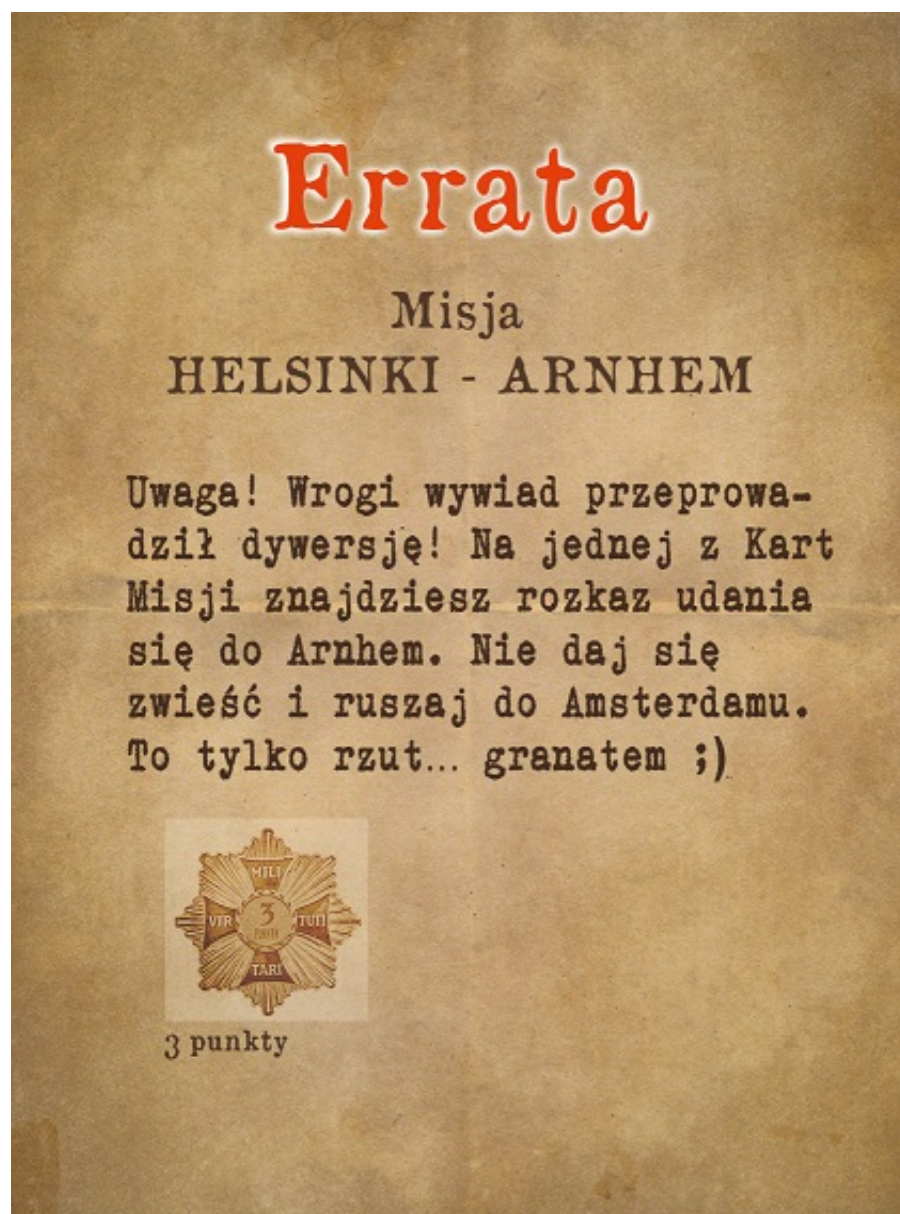 Errata
Misja
HELSINKI - ARNHEM
Uwaga! Wrogi wywiad przeprowa-
dził dywersję! Na jednej z Kart
Misji znajdziesz rozkaz udania
się do Arnhem. Nie daj się
zwieść i ruszaj do Amsterdamu.
To tylko rzut... granatem ;)
MILI
VIR
3
TUTI
TARI
3 punkty